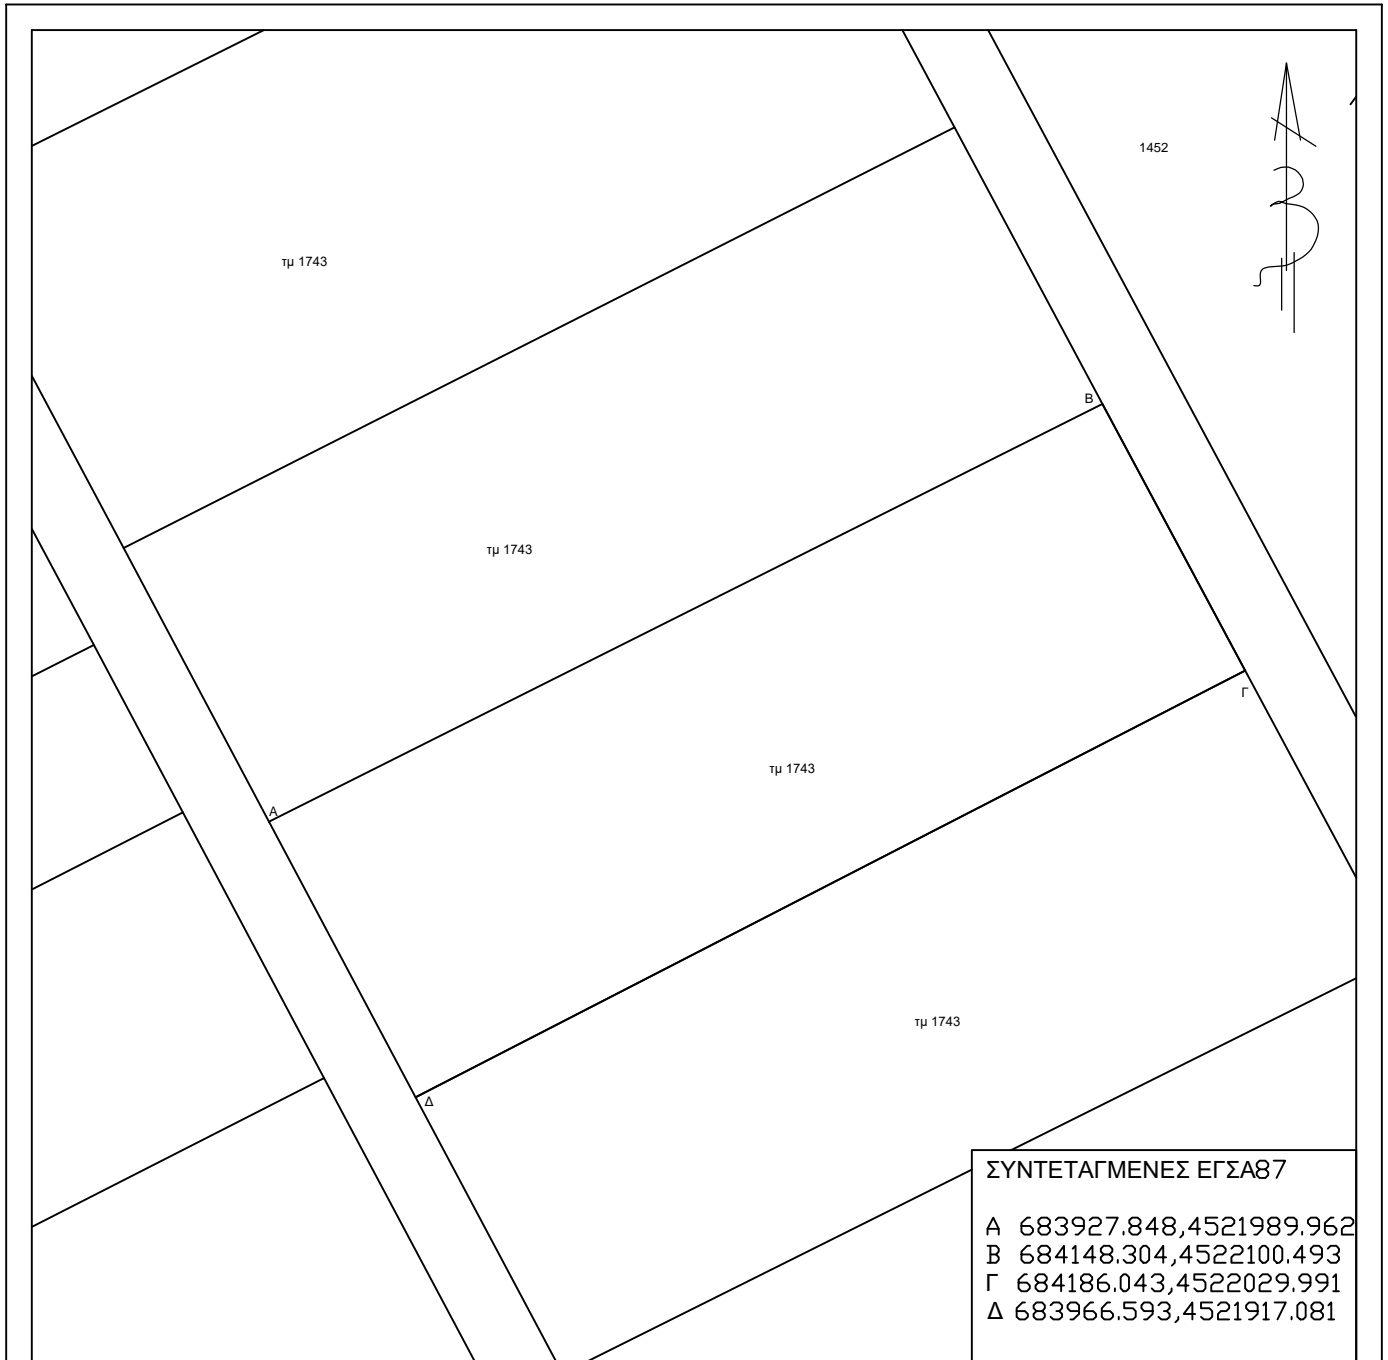 1452
τμ 1743
Β
τμ 1743
Γ
τμ 1743
Α
τμ 1743
Δ
ΣΥΝΤΕΤΑΓΜΕΝΕΣ ΕΓΣΑ87
Α 683927.848,4521989.962
Β 684148.304,4522100.493
Γ 684186.043,4522029.991
Δ 683966.593,4521917.081